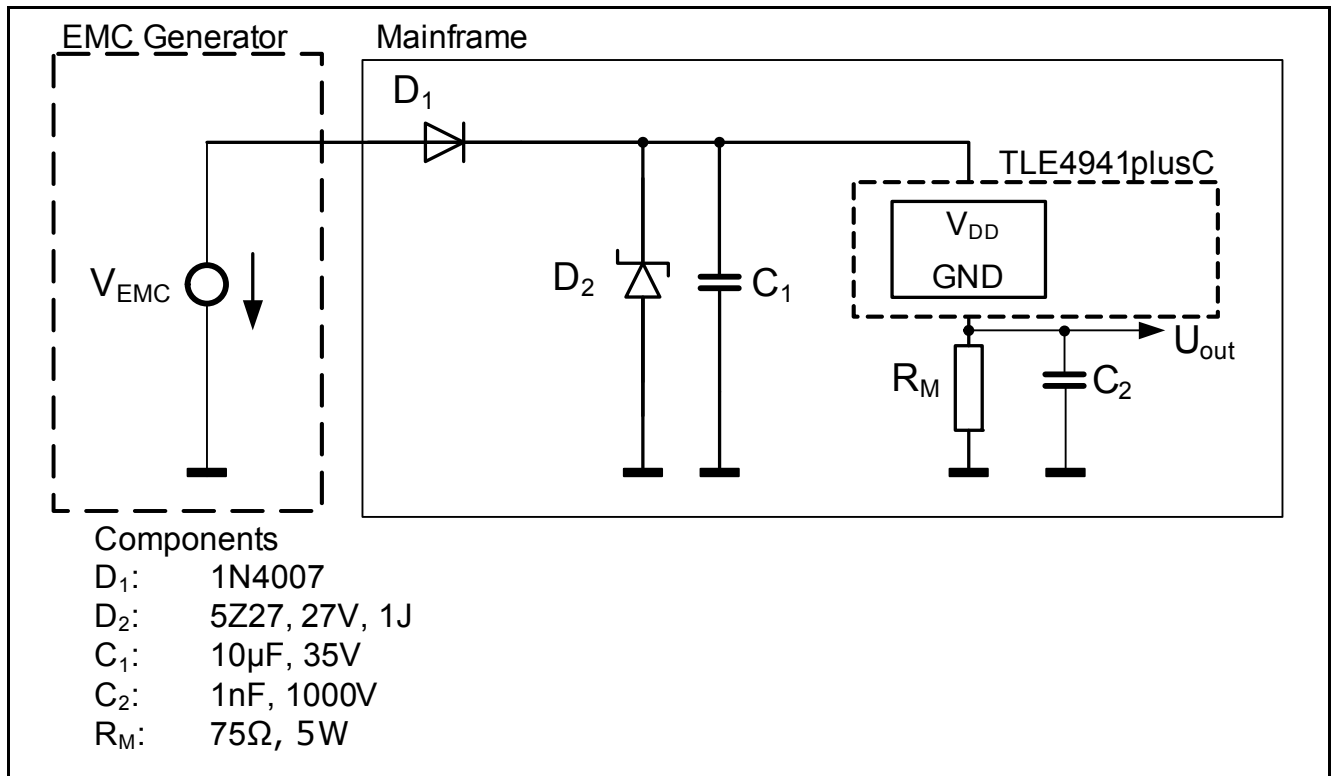 EMC Generator
Mainframe
D1
TLE4941plusC
VDD
GND
VEMC
D2
C1
Uout
RM
C2
Components
D1: 1N4007
D2: 5Z27, 27V, 1J
C1: 10µF, 35V
C2: 1nF, 1000V
RM: 75Ω, 5W